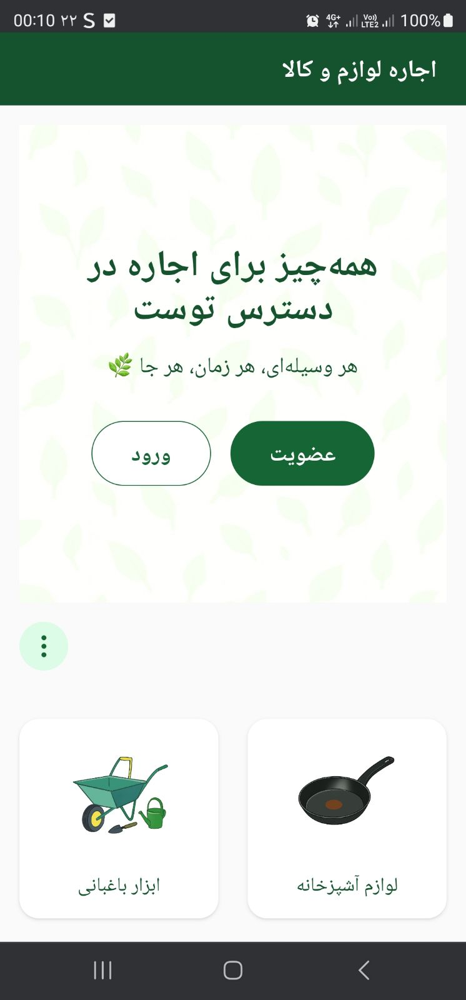 00:10 ۲۲ S 4G+ Vo) LTE2 100%
اجاره لوازم و کالا
همه‌چیز برای اجاره در
دسترس توست
هر وسیله‌ای، هر زمان، هر جا 🌿
عضویت
ورود
لوازم آشپزخانه
ابزار باغبانی